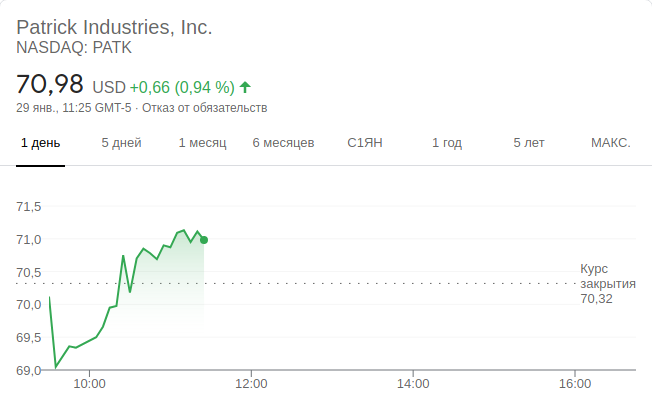 Patrick Industries, Inc.
NASDAQ: PATK
70,98 USD +0,66 (0,94 %) ↑
29 янв., 11:25 GMT-5 · Отказ от обязательств
1 день 5 дней 1 месяц 6 месяцев С1ЯН 1 год 5 лет МАКС.
71,5
71,0
70,5
70,0
69,5
69,0
Курс
закрытия
70,32
10:00 12:00 14:00 16:00